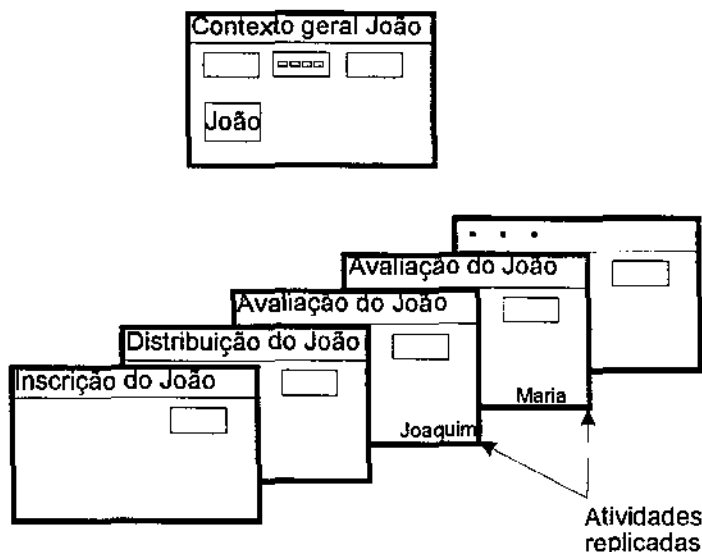 Contexto geral João
João
. . .
Avaliação do João
Avaliação do João
Distribuição do João
Inscrição do João
Maria
Joaquim
Atividades
replicadas